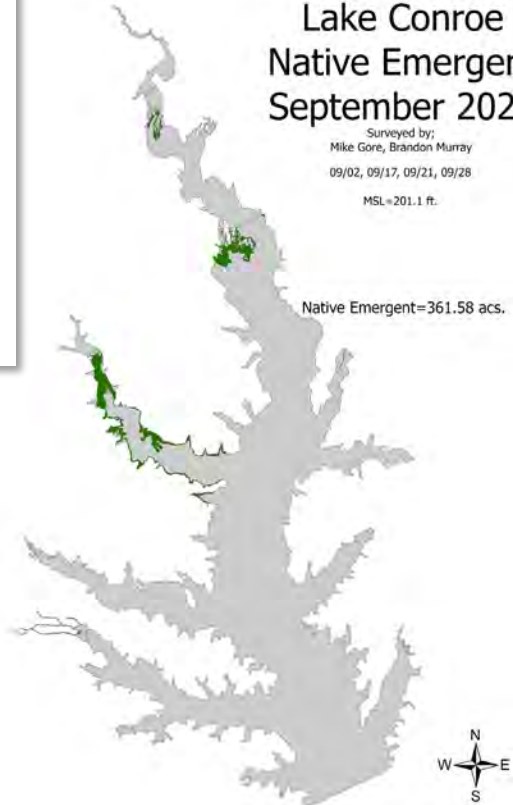 Lake Conroe
Native Emergen
September 202
Surveyed by;
Mike Gore, Brandon Murray
09/02, 09/17, 09/21, 09/28
MSL=201.1 ft.
Native Emergent=361.58 acs.
N
W E
S